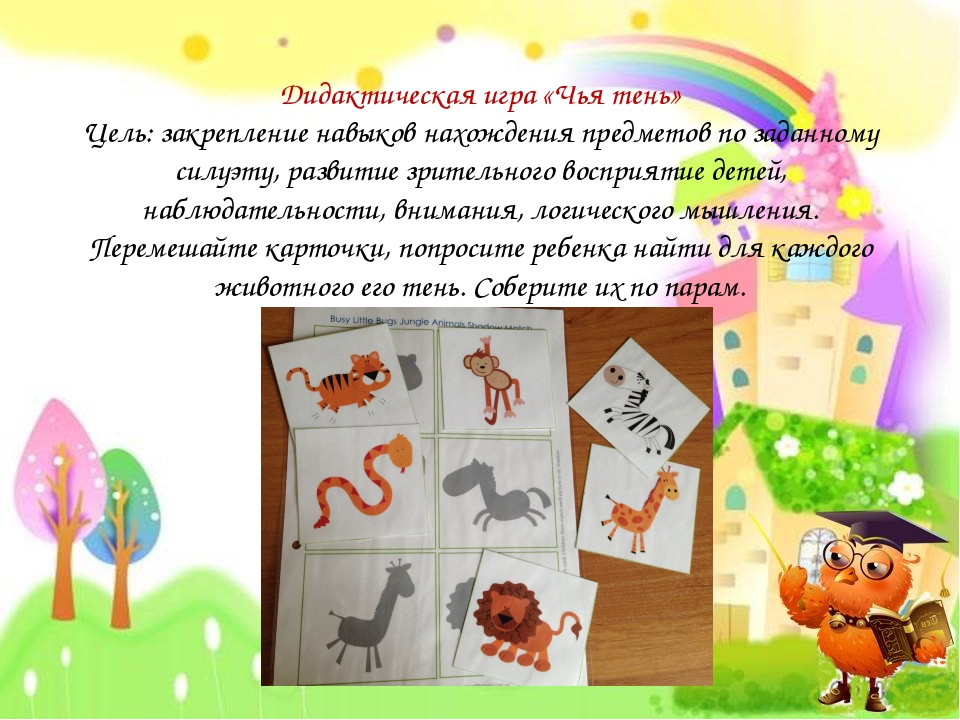 Дидактическая игра «Чья тень»
Цель: закрепление навыков нахождения предметов по заданному
силуэту, развитие зрительного восприятие детей,
наблюдательности, внимания, логического мышления.
Перемешайте карточки, попросите ребенка найти для каждого
животного его тень. Соберите их по парам.
Busy Little Bugs Jungle Animals Shadow Match